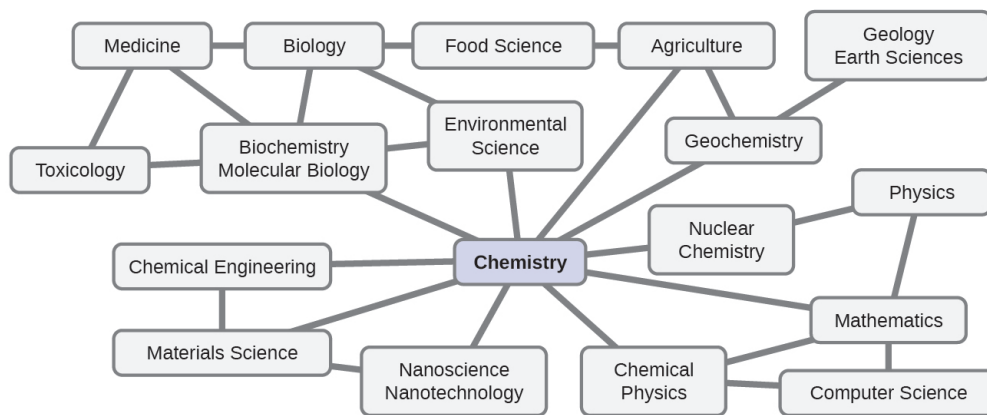 Medicine
Biology
Food Science
Agriculture
Geology
Earth Sciences
Toxicology
Biochemistry
Molecular Biology
Environmental
Science
Geochemistry
Physics
Nuclear
Chemistry
Chemistry
Chemical Engineering
Mathematics
Materials Science
Nanoscience
Nanotechnology
Chemical
Physics
Computer Science